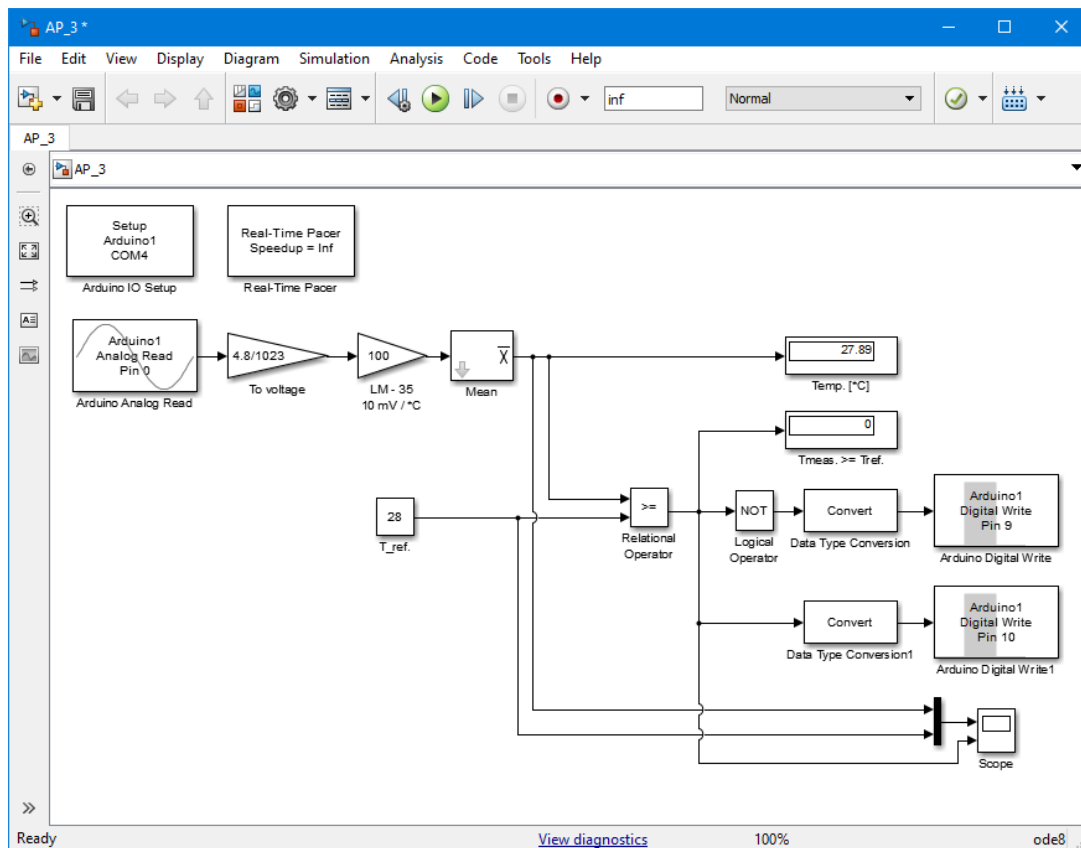 AP_3 *
File Edit View Display Diagram Simulation Analysis Code Tools Help
inf
Normal
AP_3
AP_3
Setup
Arduino1
COM4
Arduino IO Setup
Real-Time Pacer
Speedup = Inf
Real-Time Pacer
Arduino1
Analog Read
Pin 0
Arduino Analog Read
4.8/1023
To voltage
100
LM - 35
10 mV / *C
X
Mean
27.89
Temp. [*C]
0
Tmeas. >= Tref.
28
T_ref.
>=
Relational
Operator
NOT
Logical
Operator
Convert
Data Type Conversion
Arduino1
Digital Write
Pin 9
Arduino Digital Write
Convert
Data Type Conversion1
Arduino1
Digital Write
Pin 10
Arduino Digital Write1
Scope
Ready
View diagnostics
100%
ode8